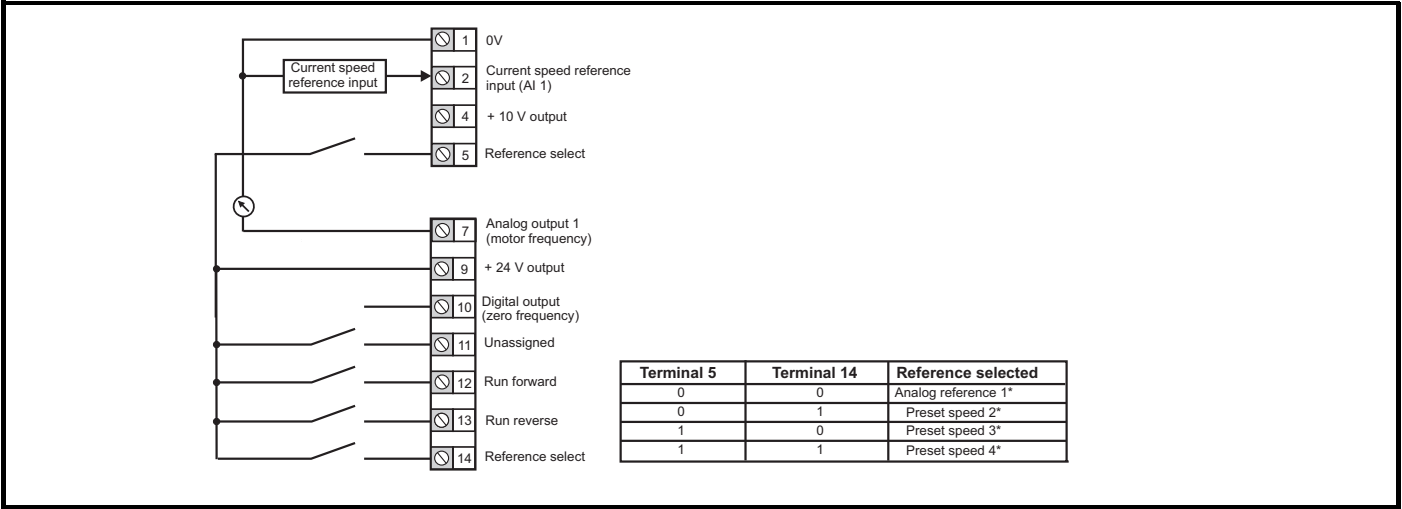 1 0V
Current speed
reference input
2 Current speed reference
input (AI 1)
4 + 10 V output
5 Reference select
7 Analog output 1
(motor frequency)
9 + 24 V output
10 Digital output
(zero frequency)
11 Unassigned
12 Run forward
13 Run reverse
14 Reference select
Terminal 5 Terminal 14 Reference selected
0 0 Analog reference 1*
0 1 Preset speed 2*
1 0 Preset speed 3*
1 1 Preset speed 4*